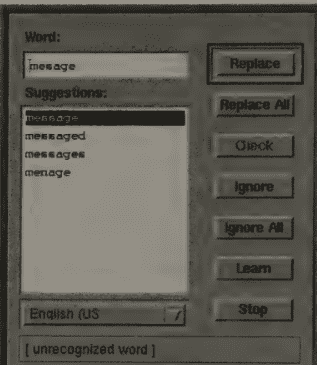 Word:
mesage
Replace
Suggestions:
message
messaged
messages
menage
Replace All
Check
Ignore
Ignore All
Learn
Stop
English (US
[ unrecognized word ]